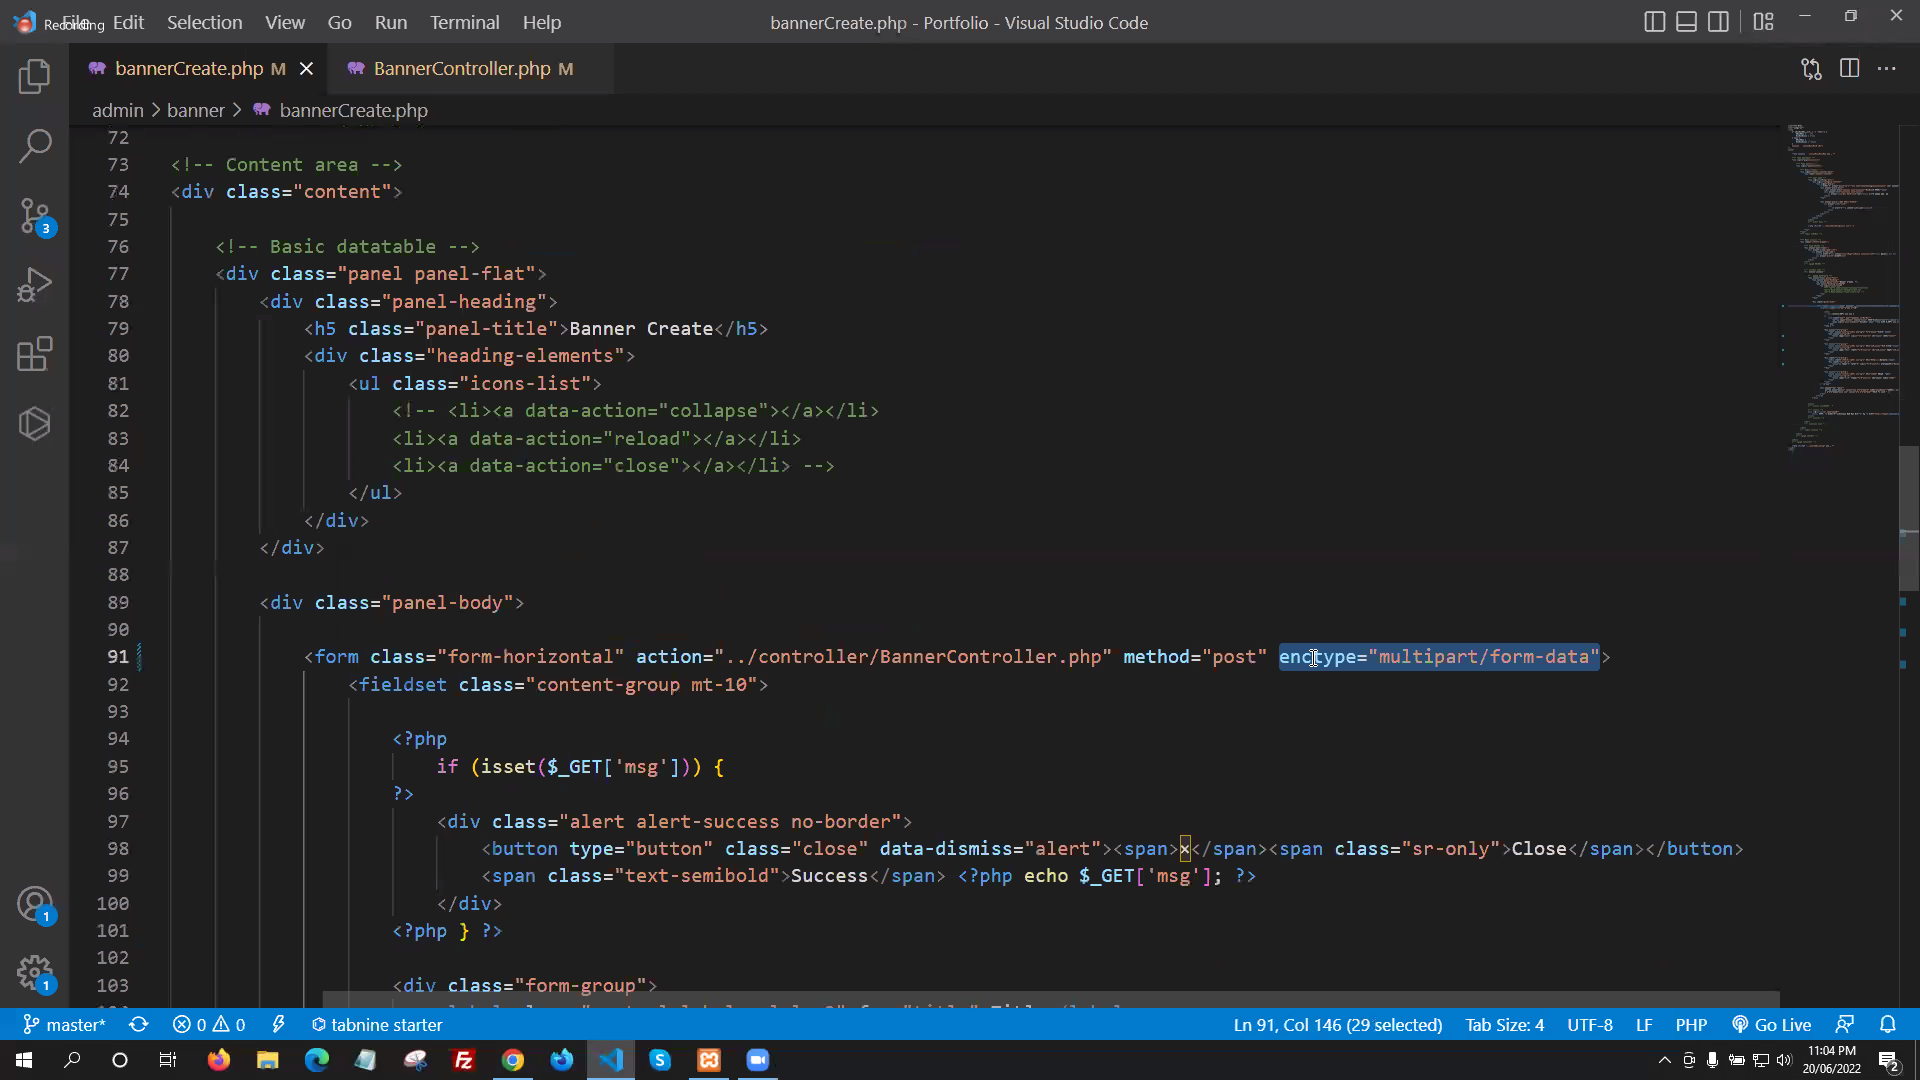 Recording
File Edit Selection View Go Run Terminal Help
bannerCreate.php - Portfolio - Visual Studio Code
bannerCreate.php M
BannerController.php M
admin > banner > bannerCreate.php
72
73 <!-- Content area -->
74 <div class="content">
75
76 <!-- Basic datatable -->
77 <div class="panel panel-flat">
78 <div class="panel-heading">
79 <h5 class="panel-title">Banner Create</h5>
80 <div class="heading-elements">
81 <ul class="icons-list">
82 <!-- <li><a data-action="collapse"></a></li>
83 <li><a data-action="reload"></a></li>
84 <li><a data-action="close"></a></li> -->
85 </ul>
86 </div>
87 </div>
88
89 <div class="panel-body">
90
91 <form class="form-horizontal" action="../controller/BannerController.php" method="post" enctype="multipart/form-data">
92 <fieldset class="content-group mt-10">
93
94 <?php
95 if (isset($_GET['msg'])) {
96 ?>
97 <div class="alert alert-success no-border">
98 <button type="button" class="close" data-dismiss="alert"><span>×</span><span class="sr-only">Close</span></button>
99 <span class="text-semibold">Success</span> <?php echo $_GET['msg']; ?>
100 </div>
101 <?php } ?>
102
103 <div class="form-group">
3
1
1
master* 0 0 tabnine starter
Ln 91, Col 146 (29 selected) Tab Size: 4 UTF-8 LF PHP Go Live
11:04 PM
20/06/2022
2